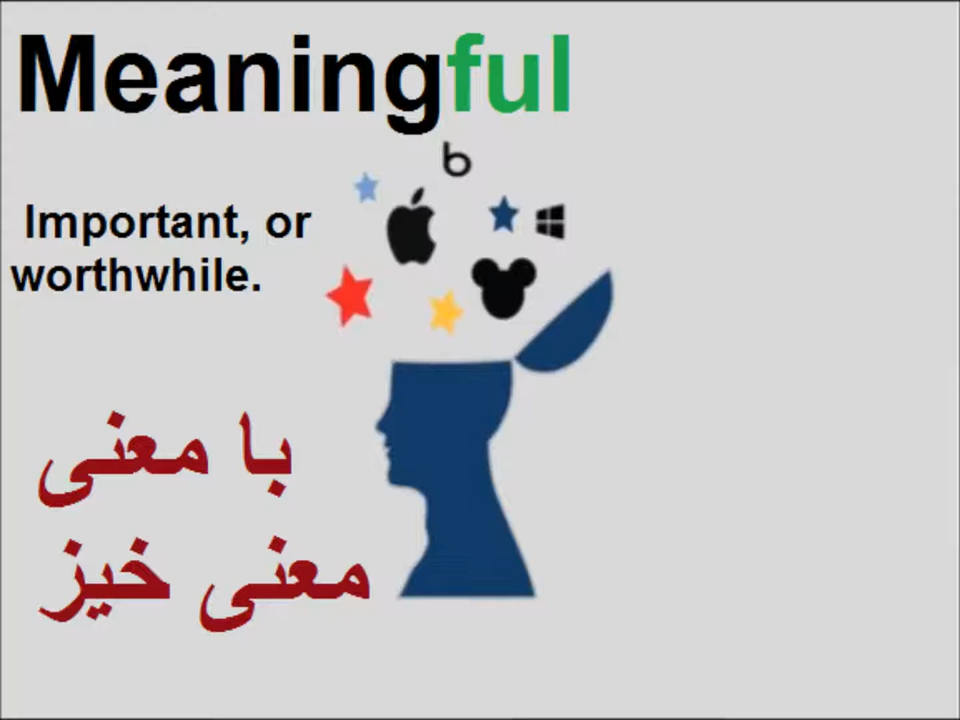 Meaningful
b
Important, or
worthwhile.
با معنی
معنی خیز